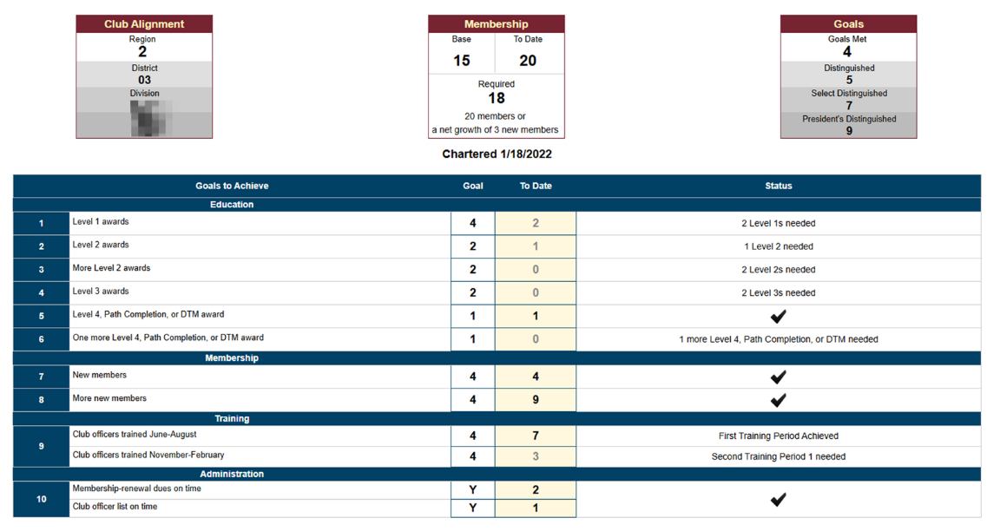 Club Alignment
Region
2
District
03
Division
Membership
Base To Date
15 20
Required
18
20 members or
a net growth of 3 new members
Goals
Goals Met
4
Distinguished
5
Select Distinguished
7
President's Distinguished
9
Chartered 1/18/2022
Goals to Achieve Goal To Date Status
Education
1 Level 1 awards 4 2 2 Level 1s needed
2 Level 2 awards 2 1 1 Level 2 needed
3 More Level 2 awards 2 0 2 Level 2s needed
4 Level 3 awards 2 0 2 Level 3s needed
5 Level 4, Path Completion, or DTM award 1 1 ✔
6 One more Level 4, Path Completion, or DTM award 1 0 1 more Level 4, Path Completion, or DTM needed
Membership
7 New members 4 4 ✔
8 More new members 4 9 ✔
Training
9 Club officers trained June-August 4 7 First Training Period Achieved
Club officers trained November-February 4 3 Second Training Period 1 needed
Administration
10 Membership-renewal dues on time Y 2 ✔
Club officer list on time Y 1